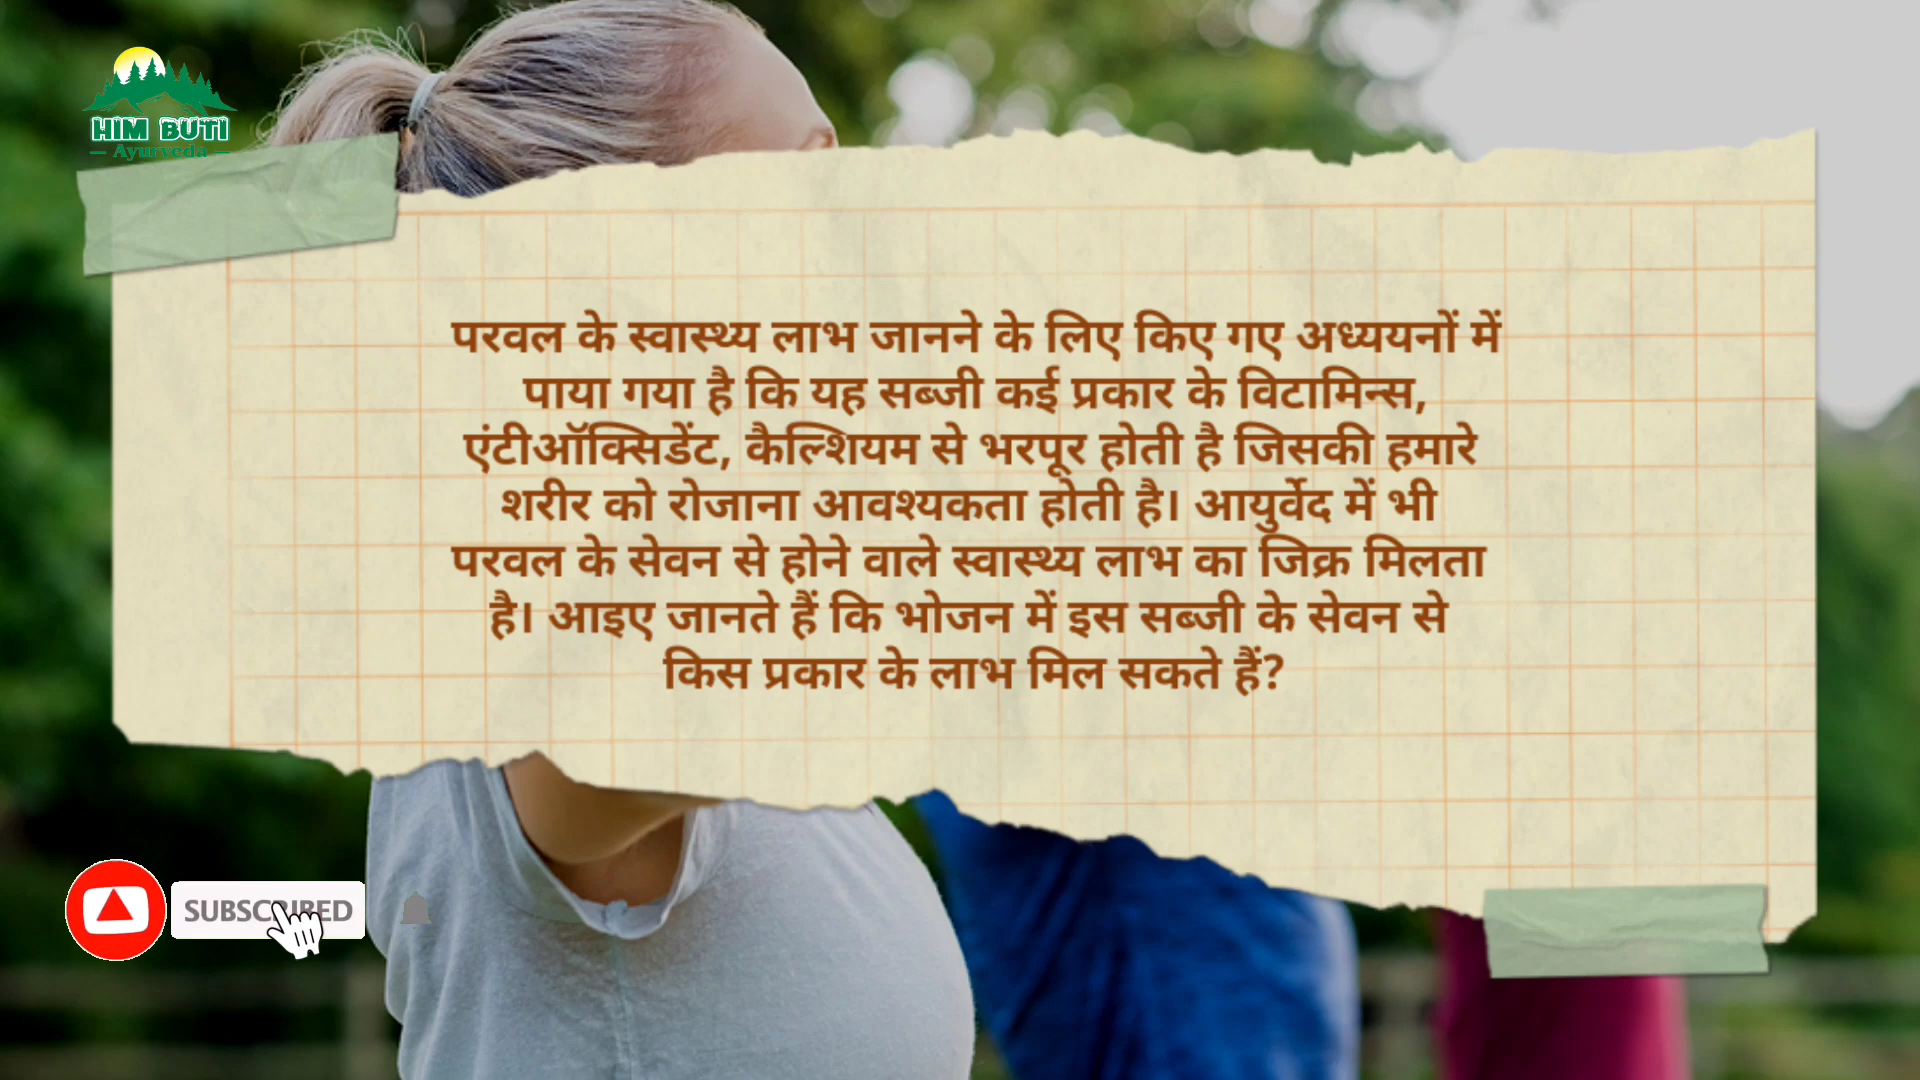 HIM BUTI
Ayurveda
परवल के स्वास्थ्य लाभ जानने के लिए किए गए अध्ययनों में
पाया गया है कि यह सब्जी कई प्रकार के विटामिन्स,
एंटीऑक्सिडेंट, कैल्शियम से भरपूर होती है जिसकी हमारे
शरीर को रोजाना आवश्यकता होती है। आयुर्वेद में भी
परवल के सेवन से होने वाले स्वास्थ्य लाभ का जिक्र मिलता
है। आइए जानते हैं कि भोजन में इस सब्जी के सेवन से
किस प्रकार के लाभ मिल सकते हैं?
SUBSCRIBED